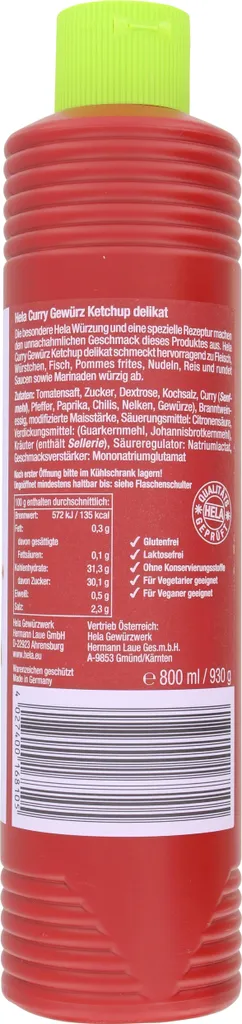 Hela Curry Gewürz Ketchup delikat
Die besondere Hela Würzung und eine spezielle Rezeptur machen
den unnachahmlichen Geschmack dieses Produktes aus. Hela
Curry Gewürz Ketchup delikat schmeckt hervorragend zu Fleisch,
Würstchen, Fisch, Pommes frites, Nudeln, Reis und rundet
Saucen sowie Marinaden würzig ab.
Zutaten: Tomatensaft, Zucker, Dextrose, Kochsalz, Curry (Senf-
mehl), Pfeffer, Paprika, Chilis, Nelken, Gewürze), Branntwein-
essig, modifizierte Maisstärke, Säuerungsmittel: Citronensäure,
Verdickungsmittel: (Guarkernmehl, Johannisbrotkernmehl),
Kräuter (enthält Sellerie), Säureregulator: Natriumlactat,
Geschmacksverstärker: Mononatriumglutamat
Nach erster Öffnung bitte im Kühlschrank lagern!
Ungeöffnet mindestens haltbar bis: siehe Flaschenschulter
100 g enthalten durchschnittlich:
Brennwert: 572 kJ / 135 kcal
Fett: 0,3 g
davon gesättigte
Fettsäuren: 0,1 g
Kohlenhydrate: 31,3 g
davon Zucker: 30,1 g
Eiweiß: 0,5 g
Salz: 2,3 g
QUALITÄT
HELA
GEPRÜFT
✓ Glutenfrei
✓ Laktosefrei
✓ Ohne Konservierungsstoffe
✓ Für Vegetarier geeignet
✓ Für Veganer geeignet
Hela Gewürzwerk
Hermann Laue GmbH
D-22923 Ahrensburg
www.hela.eu
Warenzeichen geschützt
Made in Germany
Vertrieb Österreich:
Hela Gewürzwerk
Hermann Laue Ges.m.b.H.
A-9853 Gmünd/Kärnten
℮ 800 ml / 930 g
4 027400 168105